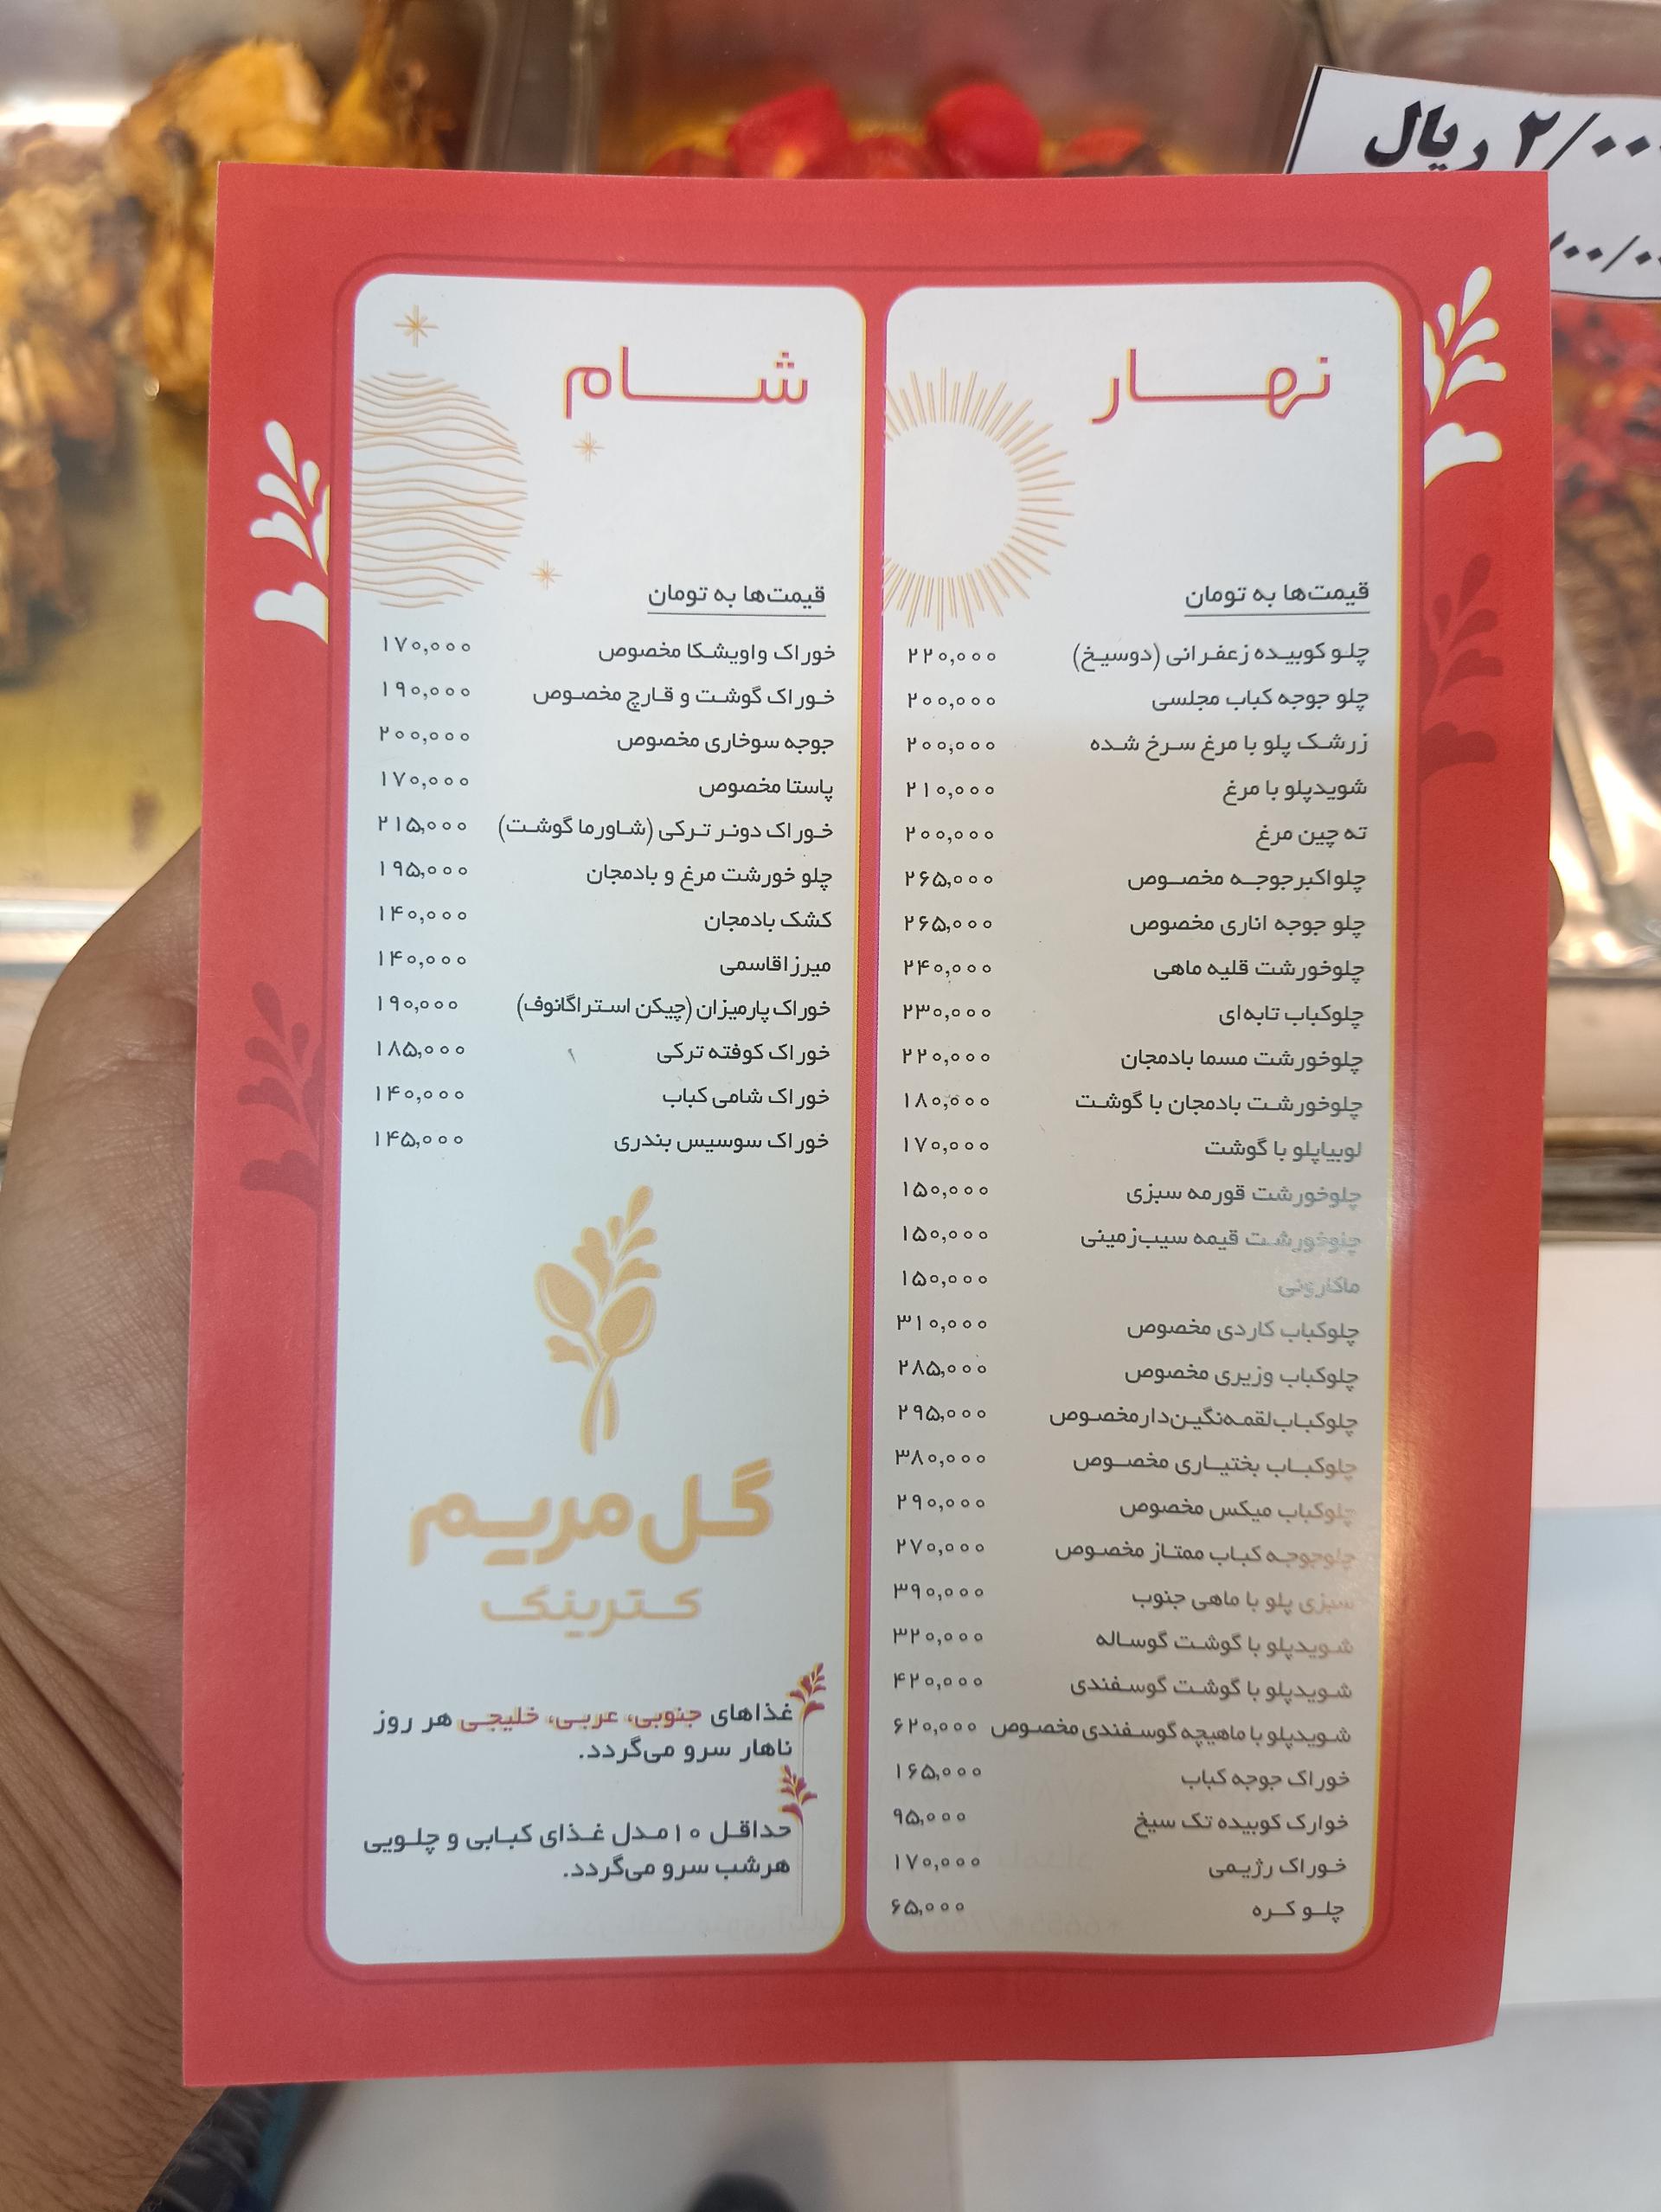 ۲/۰۰۰ ریال
نهار
قیمت‌ها به تومان
چلو کوبیده زعفرانی (دوسیخ) ۲۲۰,۰۰۰
چلو جوجه کباب مجلسی ۲۰۰,۰۰۰
زرشک پلو با مرغ سرخ شده ۲۰۰,۰۰۰
شویدپلو با مرغ ۲۱۰,۰۰۰
ته چین مرغ ۲۰۰,۰۰۰
چلواکبرجوجه مخصوص ۲۶۵,۰۰۰
چلو جوجه اناری مخصوص ۲۶۵,۰۰۰
چلوخورشت قلیه ماهی ۲۴۰,۰۰۰
چلوکباب تابه‌ای ۲۳۰,۰۰۰
چلوخورشت مسما بادمجان ۲۲۰,۰۰۰
چلوخورشت بادمجان با گوشت ۱۸۰,۰۰۰
لوبیاپلو با گوشت ۱۷۰,۰۰۰
چلوخورشت قورمه سبزی ۱۵۰,۰۰۰
چلوخورشت قیمه سیب‌زمینی ۱۵۰,۰۰۰
ماکارونی ۱۵۰,۰۰۰
چلوکباب کاردی مخصوص ۳۱۰,۰۰۰
چلوکباب وزیری مخصوص ۲۸۵,۰۰۰
چلوکباب‌لقمه‌نگین‌دارمخصوص ۲۹۵,۰۰۰
چلوکباب بختیاری مخصوص ۳۸۰,۰۰۰
چلوکباب میکس مخصوص ۲۹۰,۰۰۰
چلوجوجه کباب ممتاز مخصوص ۲۷۰,۰۰۰
سبزی پلو با ماهی جنوب ۳۹۰,۰۰۰
شویدپلو با گوشت گوساله ۳۲۰,۰۰۰
شویدپلو با گوشت گوسفندی ۴۲۰,۰۰۰
شویدپلو با ماهیچه گوسفندی مخصوص ۶۲۰,۰۰۰
خوراک جوجه کباب ۱۶۵,۰۰۰
خوارک کوبیده تک سیخ ۹۵,۰۰۰
خوراک رژیمی ۱۷۰,۰۰۰
چلو کره ۶۵,۰۰۰
شام
قیمت‌ها به تومان
خوراک واویشکا مخصوص ۱۷۰,۰۰۰
خوراک گوشت و قارچ مخصوص ۱۹۰,۰۰۰
جوجه سوخاری مخصوص ۲۰۰,۰۰۰
پاستا مخصوص ۱۷۰,۰۰۰
خوراک دونر ترکی (شاورما گوشت) ۲۱۵,۰۰۰
چلو خورشت مرغ و بادمجان ۱۹۵,۰۰۰
کشک بادمجان ۱۴۰,۰۰۰
میرزاقاسمی ۱۴۰,۰۰۰
خوراک پارمیزان (چیکن استراگانوف) ۱۹۰,۰۰۰
خوراک کوفته ترکی ۱۸۵,۰۰۰
خوراک شامی کباب ۱۴۰,۰۰۰
خوراک سوسیس بندری ۱۴۵,۰۰۰
گل مریم
کترینگ
غذاهای جنوبی، عربی، خلیجی هر روز
ناهار سرو می‌گردد.
حداقل ۱۰ مدل غذای کبابی و چلویی
هرشب سرو می‌گردد.